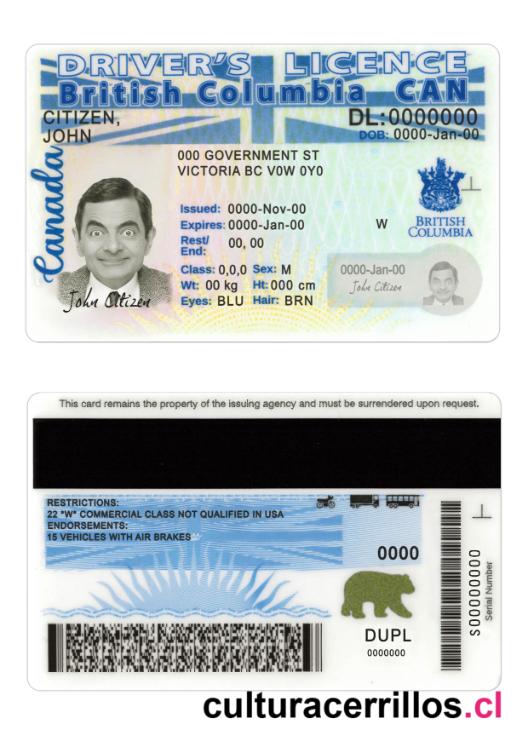 DRIVER'S LICENCE
British Columbia CAN
CITIZEN,
JOHN
DL:0000000
DOB: 0000-Jan-00
Canada
000 GOVERNMENT ST
VICTORIA BC V0W 0Y0
Issued: 0000-Nov-00
Expires: 0000-Jan-00
W
Rest/
End: 00, 00
BRITISH
COLUMBIA
Class: 0,0,0 Sex: M
Wt: 00 kg Ht: 000 cm
Eyes: BLU Hair: BRN
0000-Jan-00
John Citizen
John Citizen
This card remains the property of the issuing agency and must be surrendered upon request.
RESTRICTIONS:
22 "W" COMMERCIAL CLASS NOT QUALIFIED IN USA
ENDORSEMENTS:
15 VEHICLES WITH AIR BRAKES
0000
DUPL
0000000
S00000000
Serial Number
culturacerrillos.cl